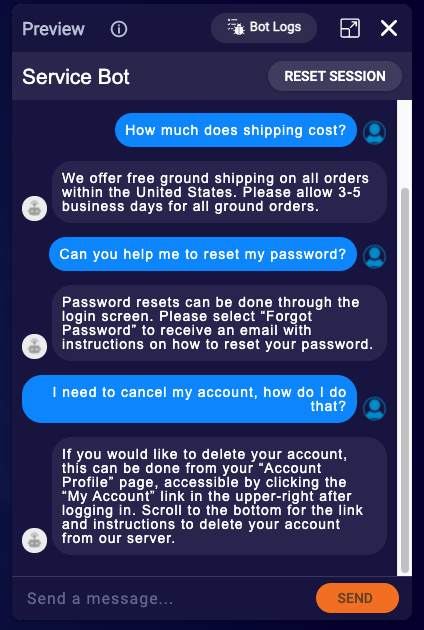 Preview
Bot Logs
Service Bot
RESET SESSION
How much does shipping cost?
We offer free ground shipping on all orders
within the United States. Please allow 3-5
business days for all ground orders.
Can you help me to reset my password?
Password resets can be done through the
login screen. Please select “Forgot
Password” to receive an email with
instructions on how to reset your password.
I need to cancel my account, how do I do
that?
If you would like to delete your account,
this can be done from your “Account
Profile” page, accessible by clicking the
“My Account” link in the upper-right after
logging in. Scroll to the bottom for the link
and instructions to delete your account
from our server.
Send a message...
SEND